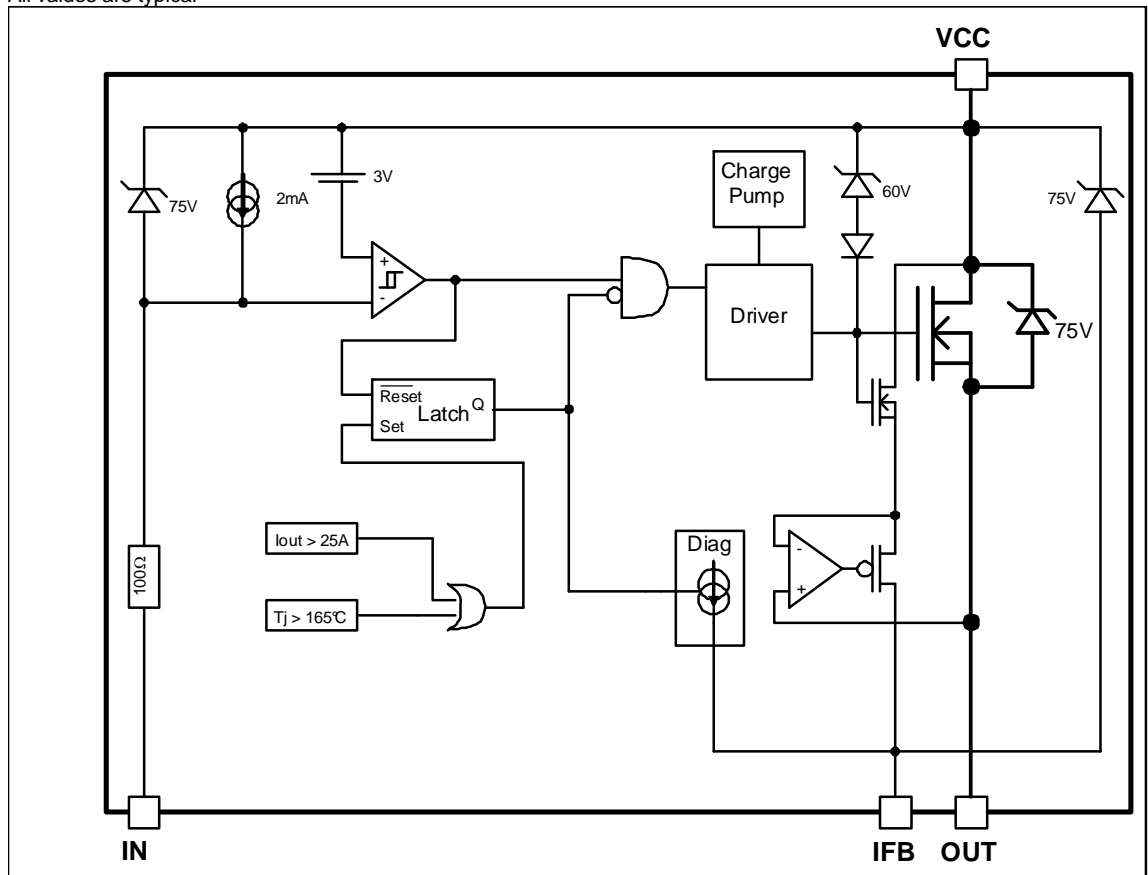 All values are typical
VCC
75V
2mA
3V
Charge
Pump
60V
75V
+
-
Driver
75V
Reset
Latch
Q
Set
Iout > 25A
Tj > 165°C
100Ω
Diag
-
+
IN
IFB
OUT